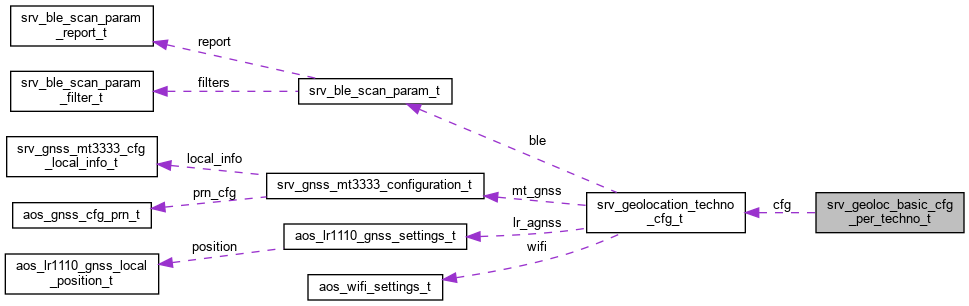 srv_ble_scan_param
_report_t
report
srv_ble_scan_param
_filter_t
filters
srv_ble_scan_param_t
ble
srv_gnss_mt3333_cfg
_local_info_t
local_info
srv_gnss_mt3333_configuration_t
mt_gnss
prn_cfg
aos_gnss_cfg_prn_t
srv_geolocation_techno
_cfg_t
cfg
srv_geoloc_basic_cfg
_per_techno_t
lr_agnss
aos_lr1110_gnss_settings_t
position
wifi
aos_lr1110_gnss_local
_position_t
aos_wifi_settings_t